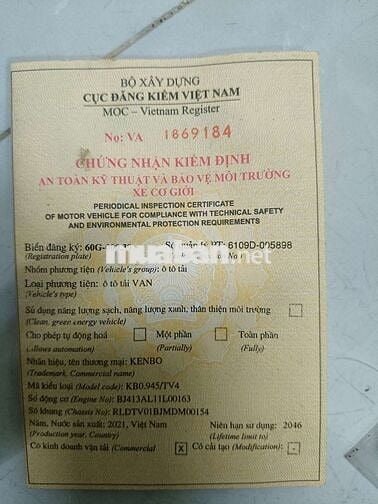 BỘ XÂY DỰNG
CỤC ĐĂNG KIỂM VIỆT NAM
MOC – Vietnam Register
No: VA 1869184
CHỨNG NHẬN KIỂM ĐỊNH
AN TOÀN KỸ THUẬT VÀ BẢO VỆ MÔI TRƯỜNG
XE CƠ GIỚI
PERIODICAL INSPECTION CERTIFICATE
OF MOTOR VEHICLE FOR COMPLIANCE WITH TECHNICAL SAFETY
AND ENVIRONMENTAL PROTECTION REQUIREMENTS
Biển đăng ký: 6109D-005898
(Registration plate)
muaban.net
Nhóm phương tiện (Vehicle's group): ô tô tải
Loại phương tiện: ô tô tải VAN
(Vehicle's type)
Sử dụng năng lượng sạch, năng lượng xanh, thân thiện môi trường
(Clean, green energy vehicle)
Cho phép tự động hoá Một phần Toàn phần
(Allows automation) (Partially) (Fully)
Nhãn hiệu, tên thương mại: KENBO
(Trademark, Commercial name)
Mã kiểu loại (Model code): KB0.945/TV4
Số động cơ (Engine No): BJ413AL11L00163
Số khung (Chassis No): RLDTV01BJMDM00154
Năm, Nước sản xuất: 2021, Việt Nam Niên hạn sử dụng: 2046
(Production year, Country) (Lifetime limit to)
Có kinh doanh vận tải (Commercial X Có cải tạo (Modification): -